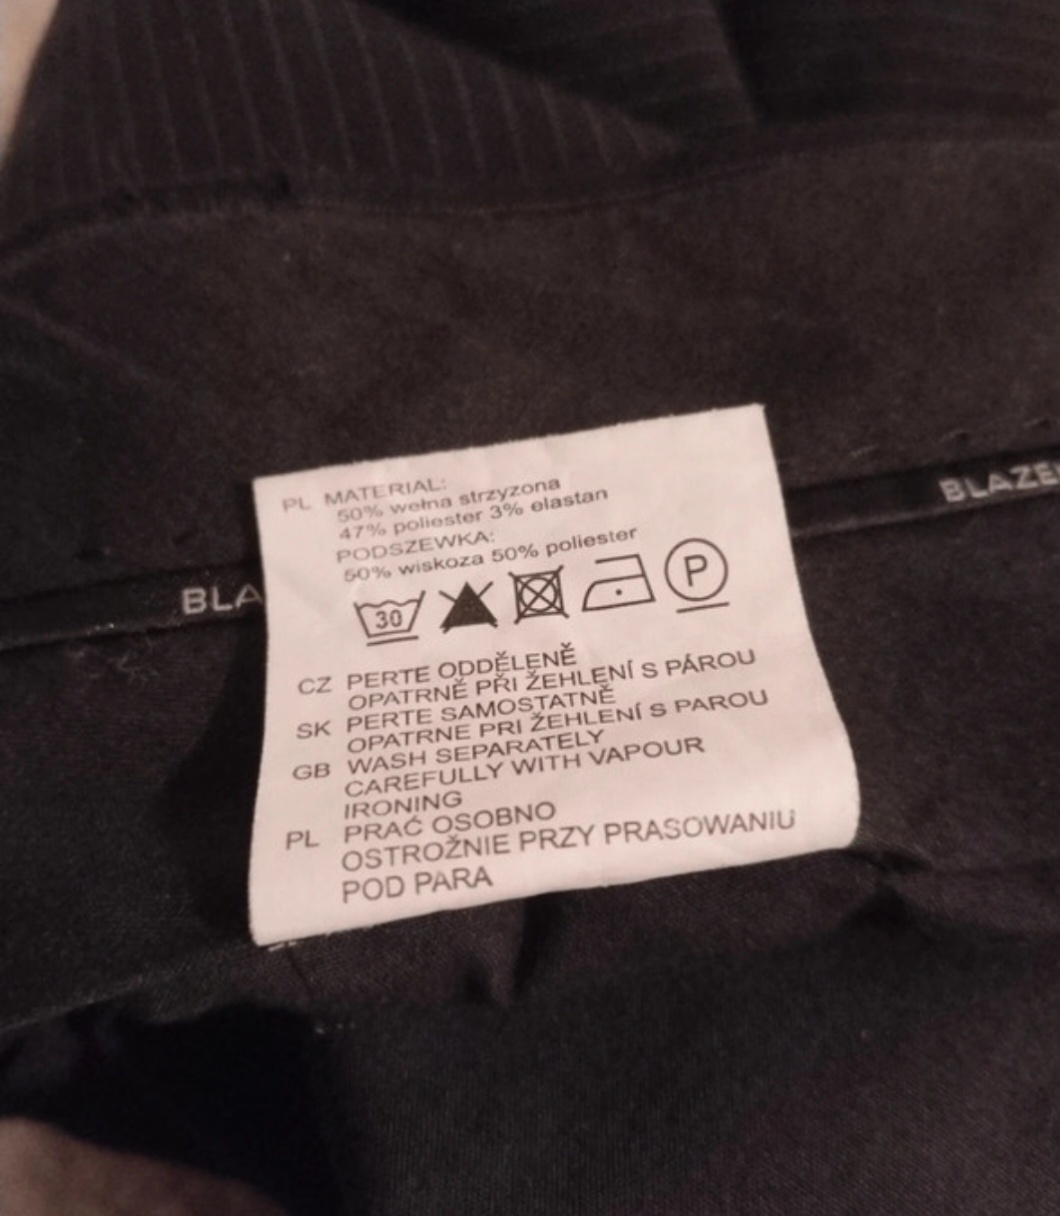 PL MATERIAL:
50% wełna strzyzona
47% poliester 3% elastan
PODSZEWKA:
50% wiskoza 50% poliester
30 P
CZ PERTE ODDĚLENĚ
OPATRNĚ PŘI ŽEHLENÍ S PÁROU
SK PERTE SAMOSTATNĚ
OPATRNE PRI ŽEHLENÍ S PAROU
GB WASH SEPARATELY
CAREFULLY WITH VAPOUR
IRONING
PL PRAĆ OSOBNO
OSTROŽNIE PRZY PRASOWANIU
POD PARA
BLA
BLAZE